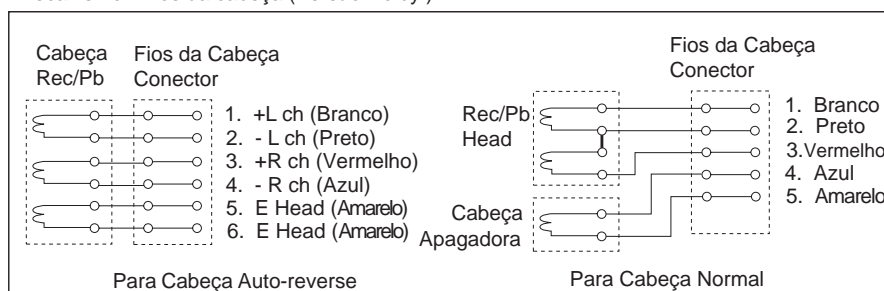 Cabeça Rec/Pb
Fios da Cabeça Conector
1. +L ch (Branco)
2. - L ch (Preto)
3. +R ch (Vermelho)
4. - R ch (Azul)
5. E Head (Amarelo)
6. E Head (Amarelo)
Para Cabeça Auto-reverse
Fios da Cabeça
Conector
Rec/Pb
Head
Cabeça
Apagadora
1. Branco
2. Preto
3.Vermelho
4. Azul
5. Amarelo
Para Cabeça Normal